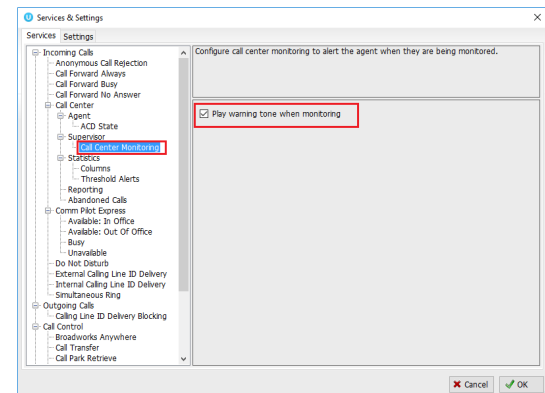 Services & Settings
Services Settings
Incoming Calls
Anonymous Call Rejection
Call Forward Always
Call Forward Busy
Call Forward No Answer
Call Center
Agent
ACD State
Supervisor
Call Center Monitoring
Statistics
Columns
Threshold Alerts
Reporting
Abandoned Calls
Comm Pilot Express
Available: In Office
Available: Out Of Office
Busy
Unavailable
Do Not Disturb
External Calling Line ID Delivery
Internal Calling Line ID Delivery
Simultaneous Ring
Outgoing Calls
Calling Line ID Delivery Blocking
Call Control
Broadworks Anywhere
Call Transfer
Call Park Retrieve
Configure call center monitoring to alert the agent when they are being monitored.
Play warning tone when monitoring
Cancel OK